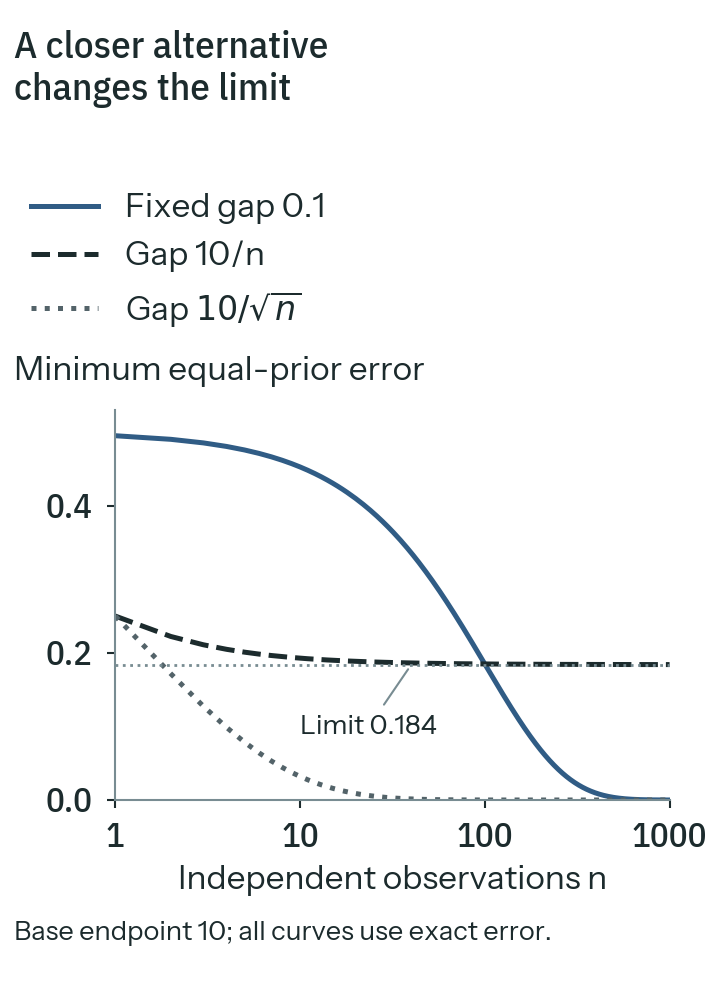 A closer alternative
changes the limit
Fixed gap 0.1
Gap 10/n
Gap 10/√n
Minimum equal-prior error
0.4
0.2
Limit 0.184
0.0
1 10 100 1000
Independent observations n
Base endpoint 10; all curves use exact error.